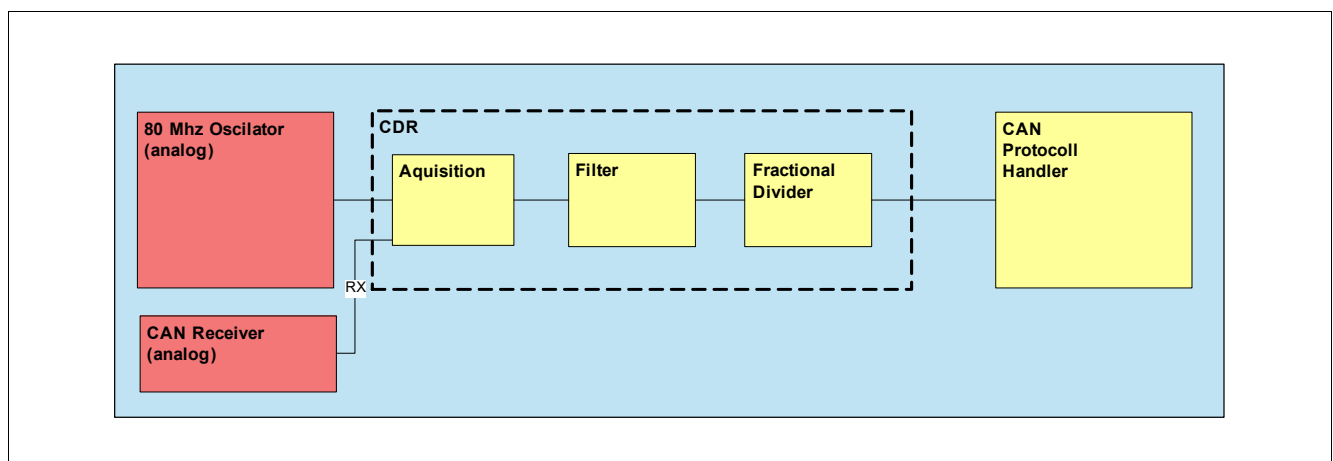 80 Mhz Oscilator
(analog)
CDR
Aquisition
Filter
Fractional
Divider
CAN
Protocoll
Handler
RX
CAN Receiver
(analog)